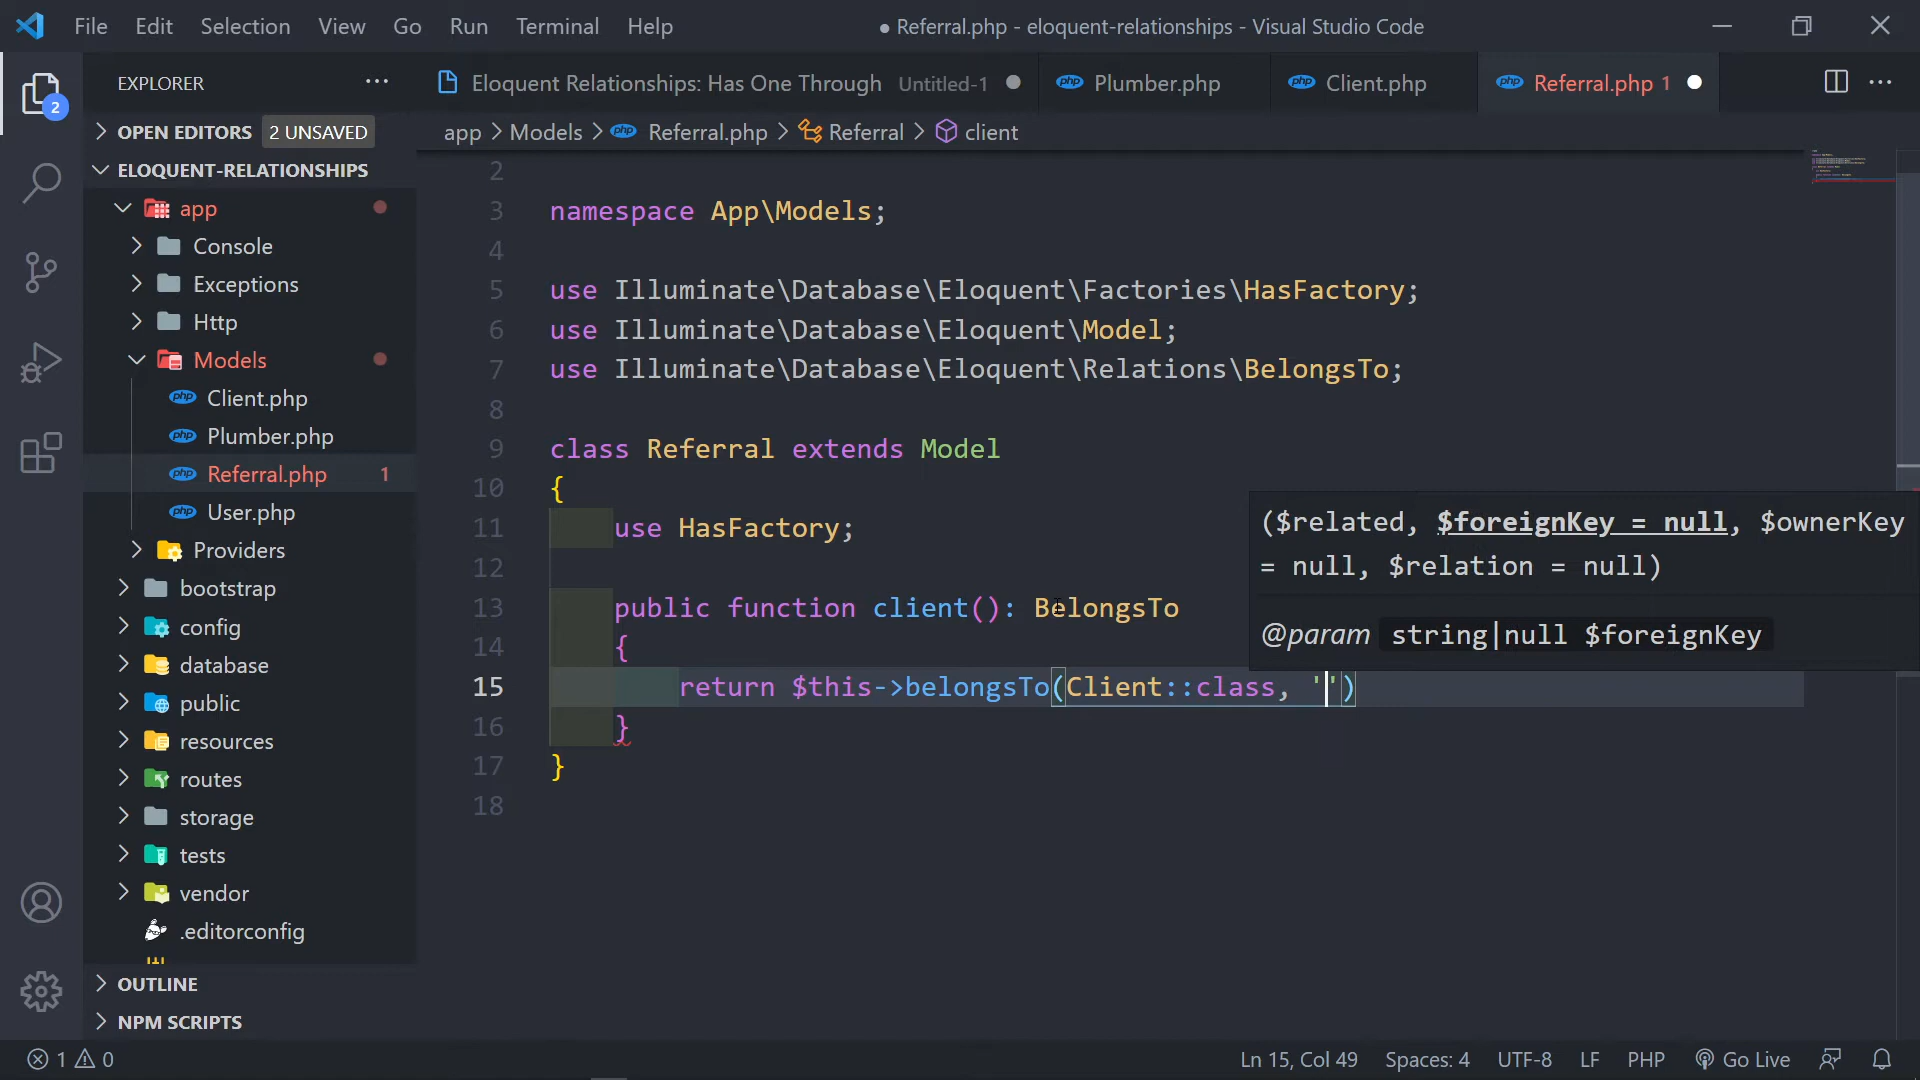 File Edit Selection View Go Run Terminal Help ● Referral.php - eloquent-relationships - Visual Studio Code
EXPLORER ···
Eloquent Relationships: Has One Through Untitled-1 Plumber.php Client.php Referral.php 1
2
OPEN EDITORS 2 UNSAVED
app > Models > Referral.php > Referral > client
ELOQUENT-RELATIONSHIPS
app
Console
Exceptions
Http
Models
Client.php
Plumber.php
Referral.php 1
User.php
Providers
bootstrap
config
database
public
resources
routes
storage
tests
vendor
.editorconfig
OUTLINE
NPM SCRIPTS
2
3 namespace App\Models;
4
5 use Illuminate\Database\Eloquent\Factories\HasFactory;
6 use Illuminate\Database\Eloquent\Model;
7 use Illuminate\Database\Eloquent\Relations\BelongsTo;
8
9 class Referral extends Model
10 {
11 use HasFactory;
12
13 public function client(): BelongsTo
14 {
15 return $this->belongsTo(Client::class, '')
16 }
17 }
18
($related, $foreignKey = null, $ownerKey
= null, $relation = null)
@param string|null $foreignKey
1 0 Ln 15, Col 49 Spaces: 4 UTF-8 LF PHP Go Live